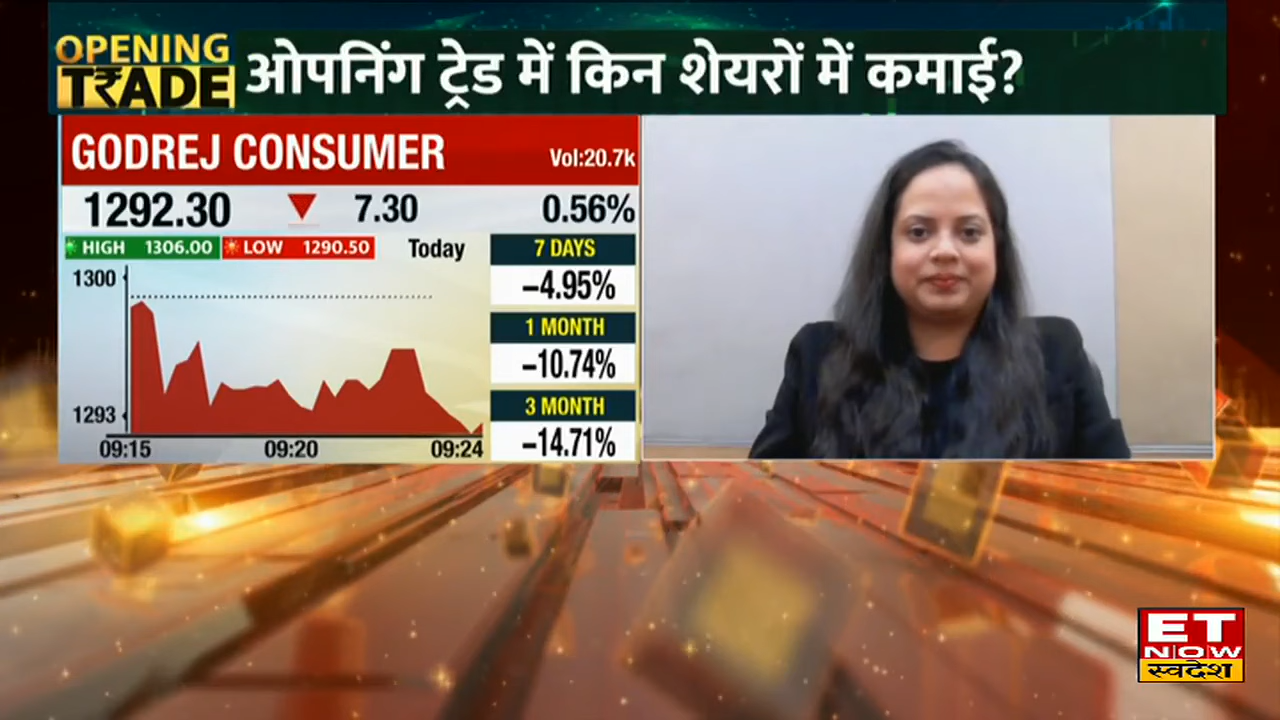 OPENING
TRADE
ओपनिंग ट्रेड में किन शेयरों में कमाई?
GODREJ CONSUMER Vol:20.7k
1292.30 ▼ 7.30 0.56%
HIGH 1306.00 LOW 1290.50 Today
1300
1293
09:15 09:20 09:24
7 DAYS
-4.95%
1 MONTH
-10.74%
3 MONTH
-14.71%
ET
NOW
स्वदेश